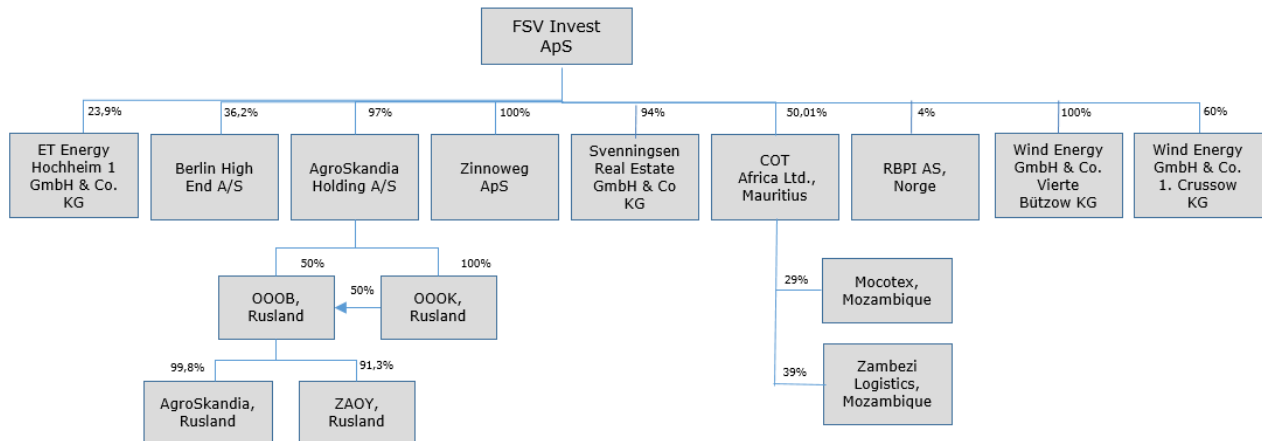 FSV Invest
ApS
23,9%
36,2%
97%
100%
94%
50,01%
4%
100%
60%
ET Energy
Hochheim 1
GmbH & Co.
KG
Berlin High
End A/S
AgroSkandia
Holding A/S
Zinnoweg
ApS
Svenningsen
Real Estate
GmbH & Co
KG
COT
Africa Ltd.,
Mauritius
RBPI AS,
Norge
Wind Energy
GmbH & Co.
Vierte
Bützow KG
Wind Energy
GmbH & Co.
1. Crussow
KG
50%
100%
OOOB,
Rusland
50%
OOOK,
Rusland
29%
Mocotex,
Mozambique
99,8%
91,3%
39%
Zambezi
Logistics,
Mozambique
AgroSkandia,
Rusland
ZAOY,
Rusland